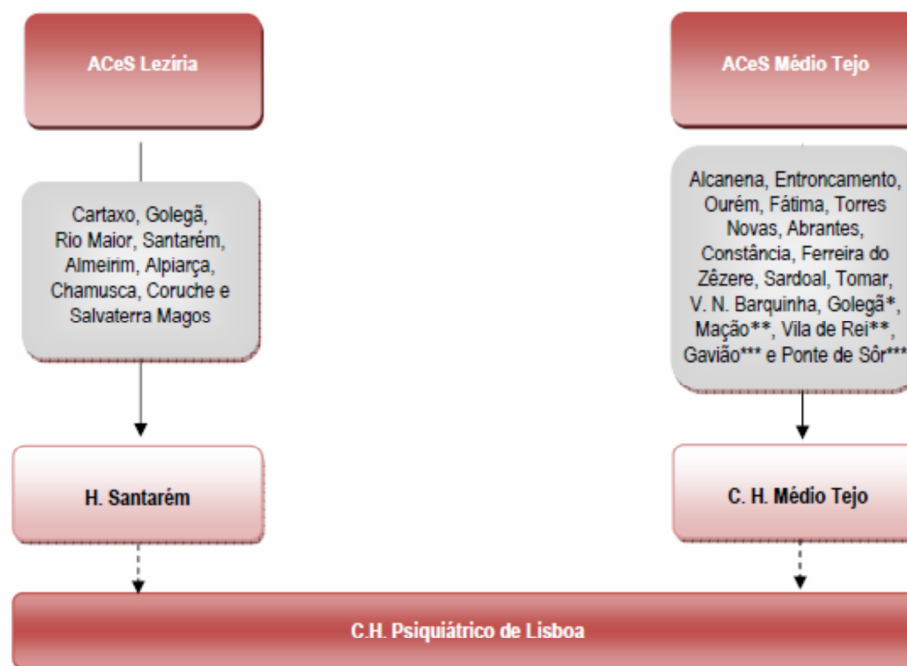 ACeS Lezíria
ACeS Médio Tejo
Cartaxo, Golegã,
Rio Maior, Santarém,
Almeirim, Alpiarça,
Chamusca, Coruche e
Salvaterra Magos
Alcanena, Entroncamento,
Ourém, Fátima, Torres
Novas, Abrantes,
Constância, Ferreira do
Zêzere, Sardoal, Tomar,
V. N. Barquinha, Golegã*,
Mação**, Vila de Rei**,
Gavião*** e Ponte de Sôr***
H. Santarém
C. H. Médio Tejo
C.H. Psiquiátrico de Lisboa